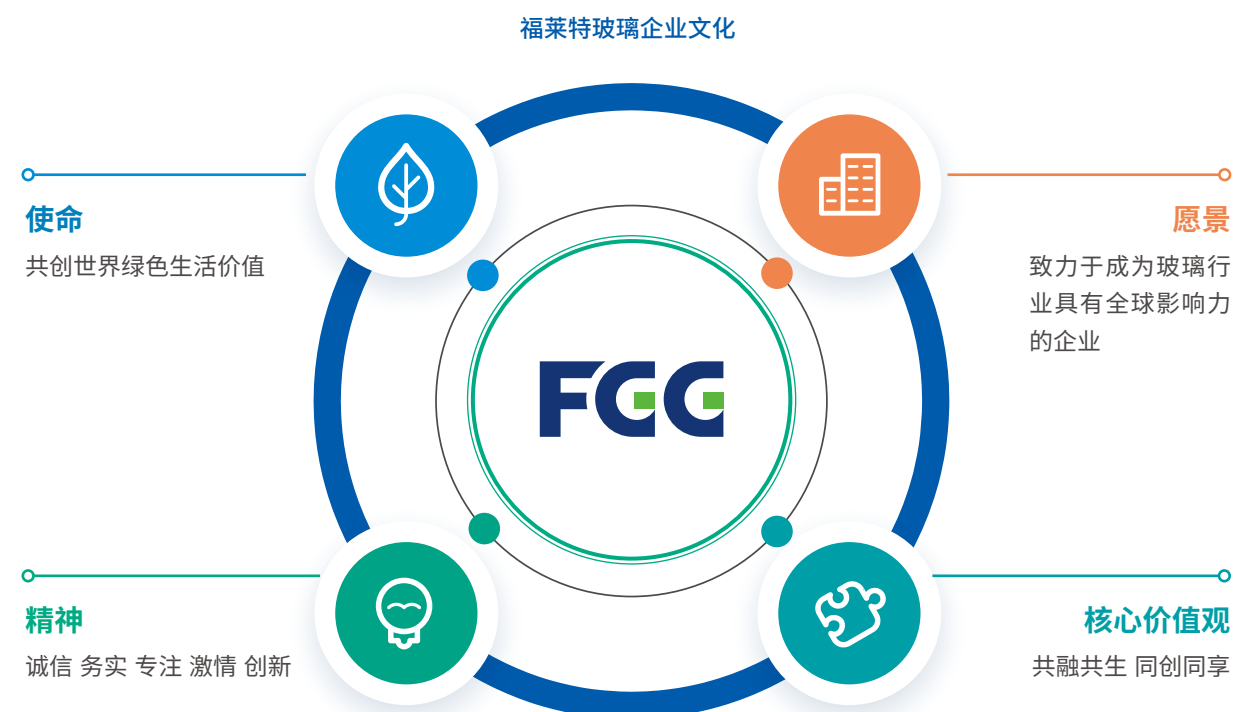 福莱特玻璃企业文化
使命
共创世界绿色生活价值
愿景
致力于成为玻璃行
业具有全球影响力
的企业
FGG
精神
诚信 务实 专注 激情 创新
核心价值观
共融共生 同创同享